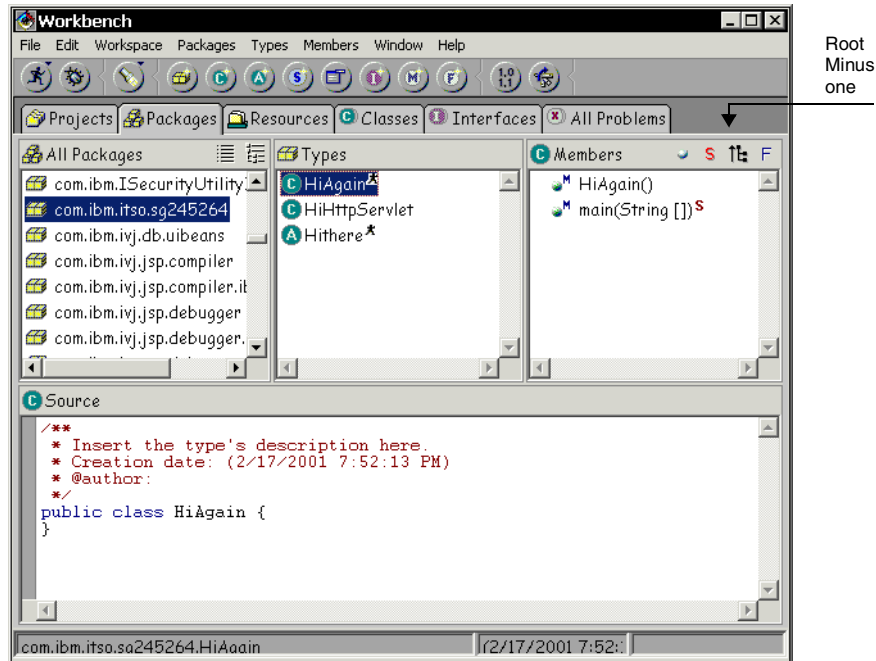 Workbench
File Edit Workspace Packages Types Members Window Help
Root
Minus
one
Projects Packages Resources Classes Interfaces All Problems
All Packages
com.ibm.ISecurityUtility
com.ibm.itso.sg245264
com.ibm.ivj.db.uibeans
com.ibm.ivj.jsp.compiler
com.ibm.ivj.jsp.compiler.ib
com.ibm.ivj.jsp.debugger
com.ibm.ivj.jsp.debugger.
Types
HiAgain
HiHttpServlet
Hithere
Members S F
HiAgain()
main(String []) S
Source
/**
* Insert the type's description here.
* Creation date: (2/17/2001 7:52:13 PM)
* @author:
*/
public class HiAgain {
}
com.ibm.itso.sg245264.HiAgain (2/17/2001 7:52: